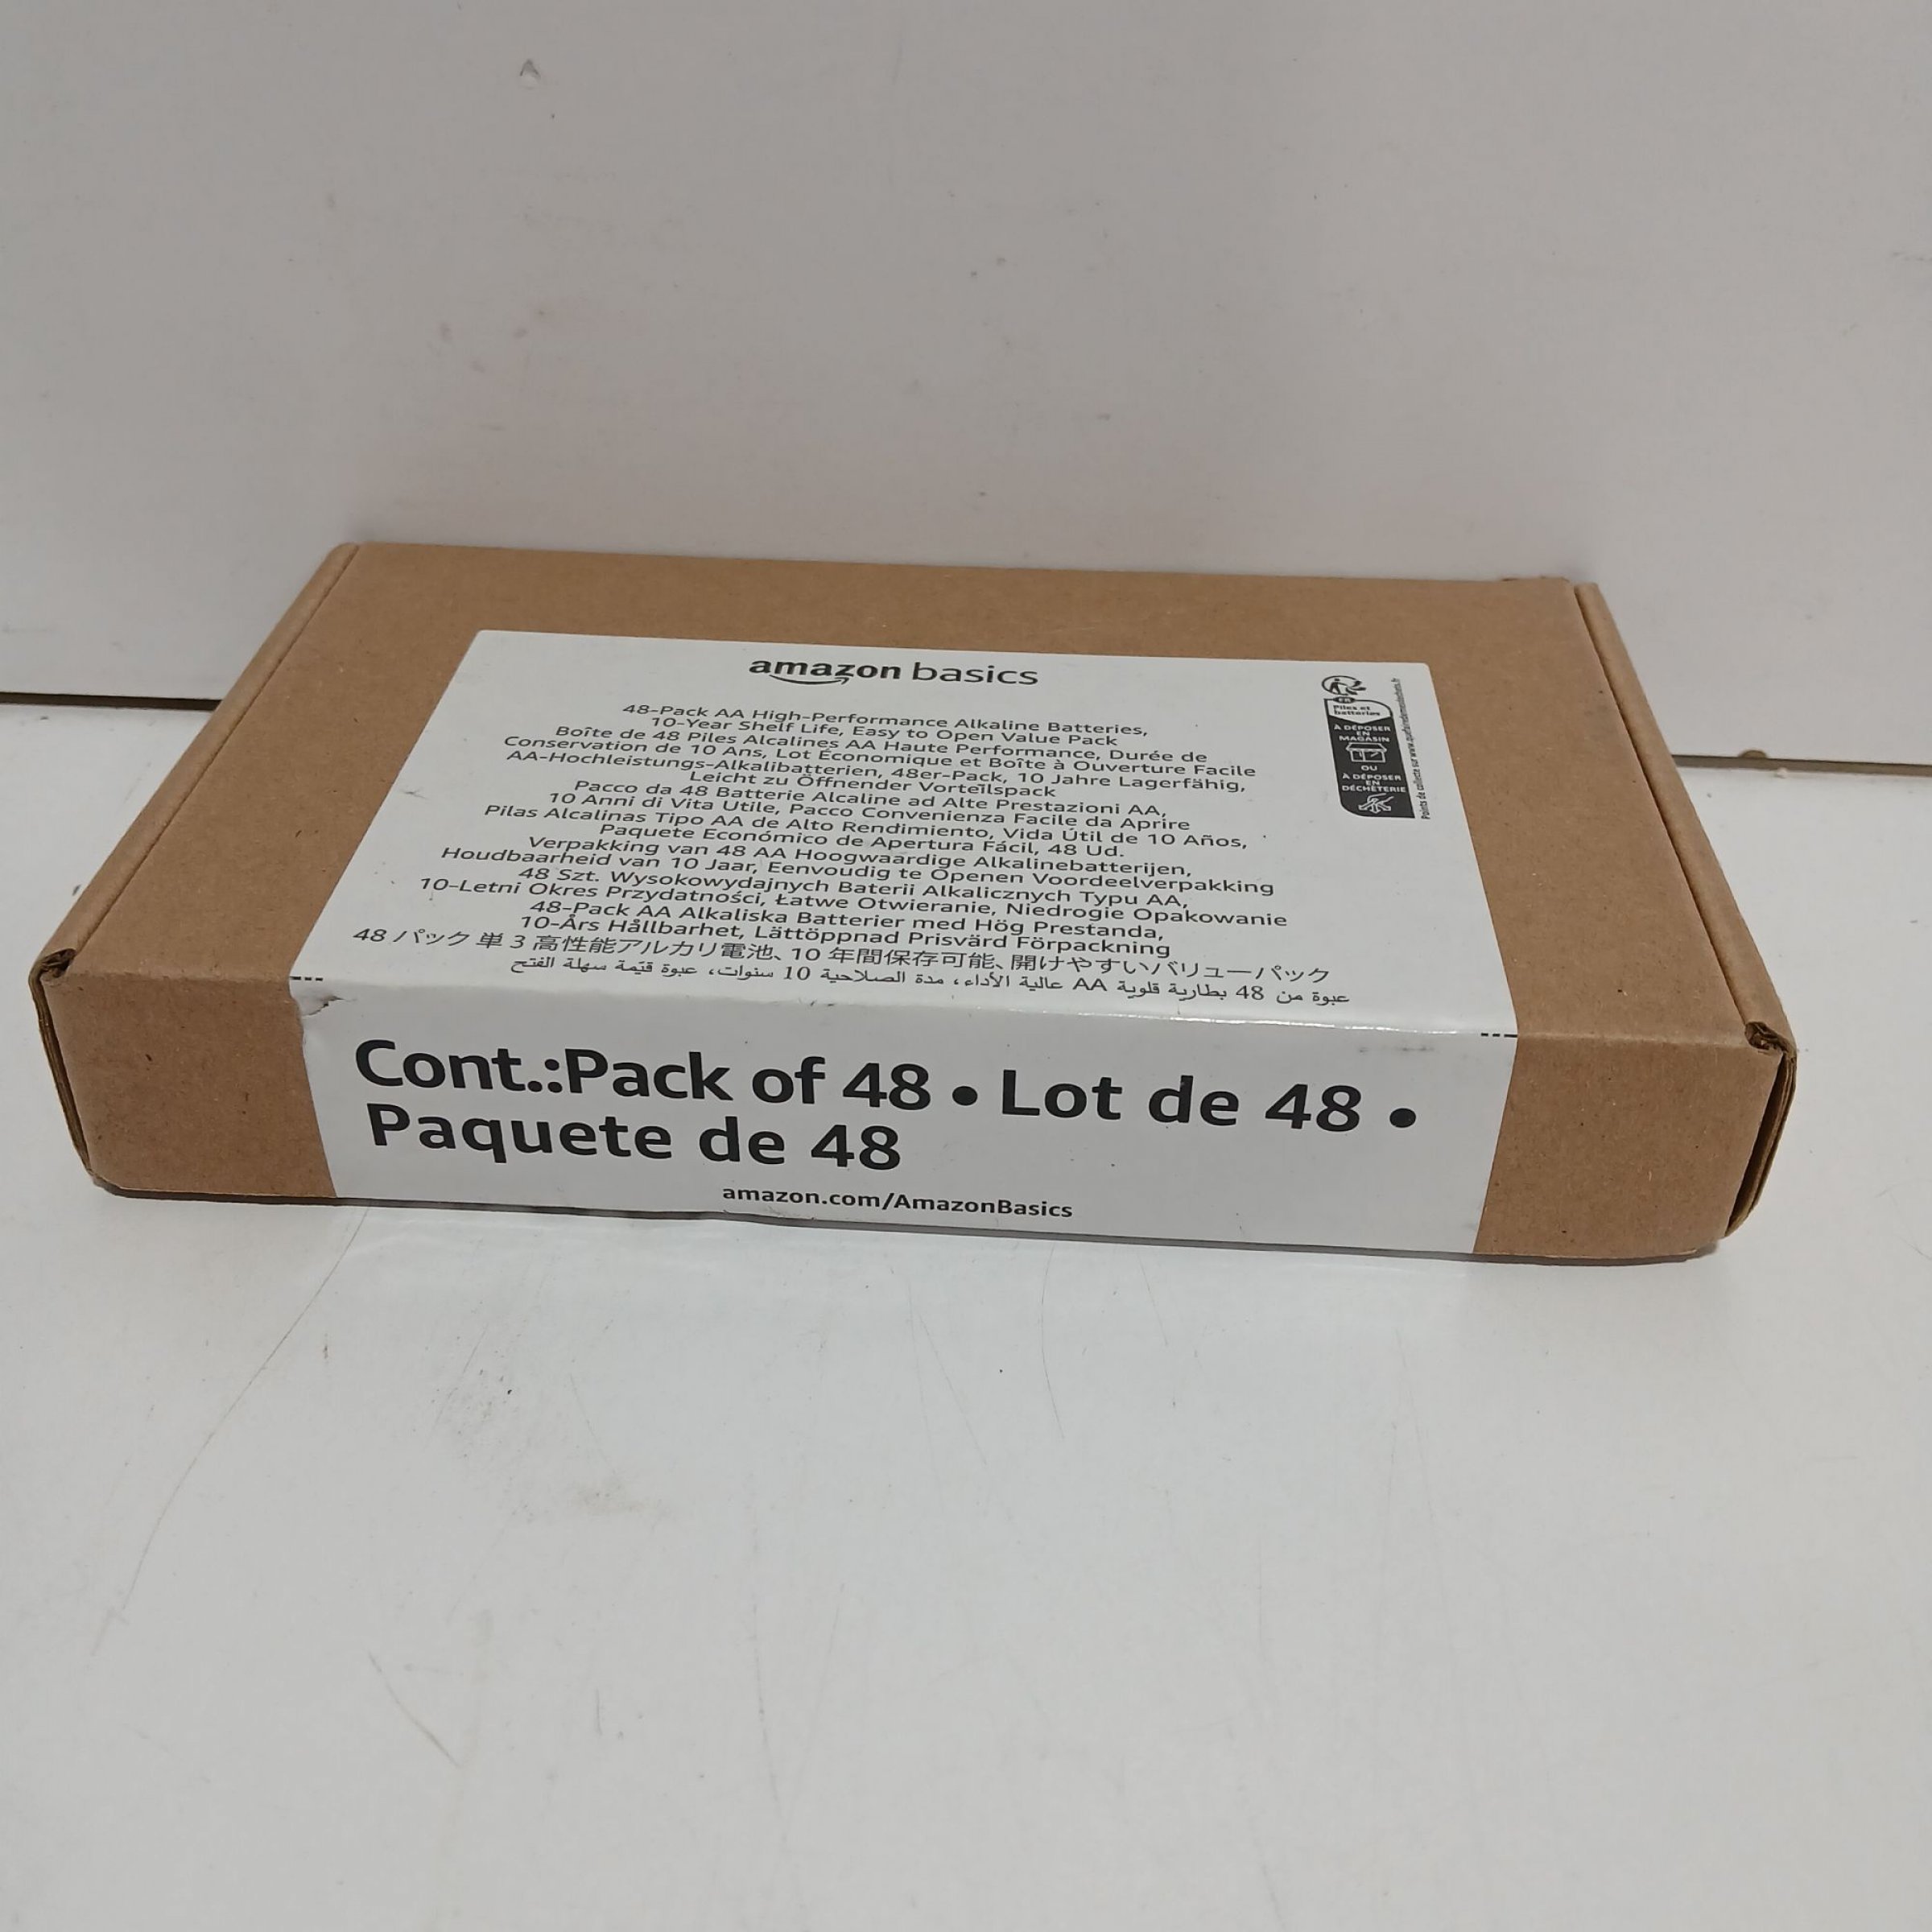 amazon basics
48-Pack AA High-Performance Alkaline Batteries,
10-Year Shelf Life, Easy to Open Value Pack
Boîte de 48 Piles Alcalines AA Haute Performance, Durée de
Conservation de 10 Ans, Lot Économique et Boîte à Ouverture Facile
AA-Hochleistungs-Alkalibatterien, 48er-Pack, 10 Jahre Lagerfähig,
Leicht zu Öffnender Vorteilspack
Pacco da 48 Batterie Alcaline ad Alte Prestazioni AA,
10 Anni di Vita Utile, Pacco Convenienza Facile da Aprire
Pilas Alcalinas Tipo AA de Alto Rendimiento, Vida Útil de 10 Años,
Paquete Económico de Apertura Fácil, 48 Ud.
Verpakking van 48 AA Hoogwaardige Alkalinebatterijen,
Houdbaarheid van 10 Jaar, Eenvoudig te Openen Voordeelverpakking
48 Szt. Wysokowydajnych Baterii Alkalicznych Typu AA,
10-Letni Okres Przydatności, Łatwe Otwieranie, Niedrogie Opakowanie
48-Pack AA Alkaliska Batterier med Hög Prestanda,
10-Års Hållbarhet, Lättöppnad Prisvärd Förpackning
48 パック 単 3 高性能アルカリ電池、10 年間保存可能、開けやすいバリューパック
عبوة من 48 بطارية قلوية AA عالية الأداء، مدة الصلاحية 10 سنوات، عبوة قيّمة سهلة الفتح
Piles et
batteries
À DÉPOSER
EN
MAGASIN
OU
À DÉPOSER
EN
DÉCHÈTERIE
Points de collecte sur
Cont.:Pack of 48 • Lot de 48 •
Paquete de 48
amazon.com/AmazonBasics